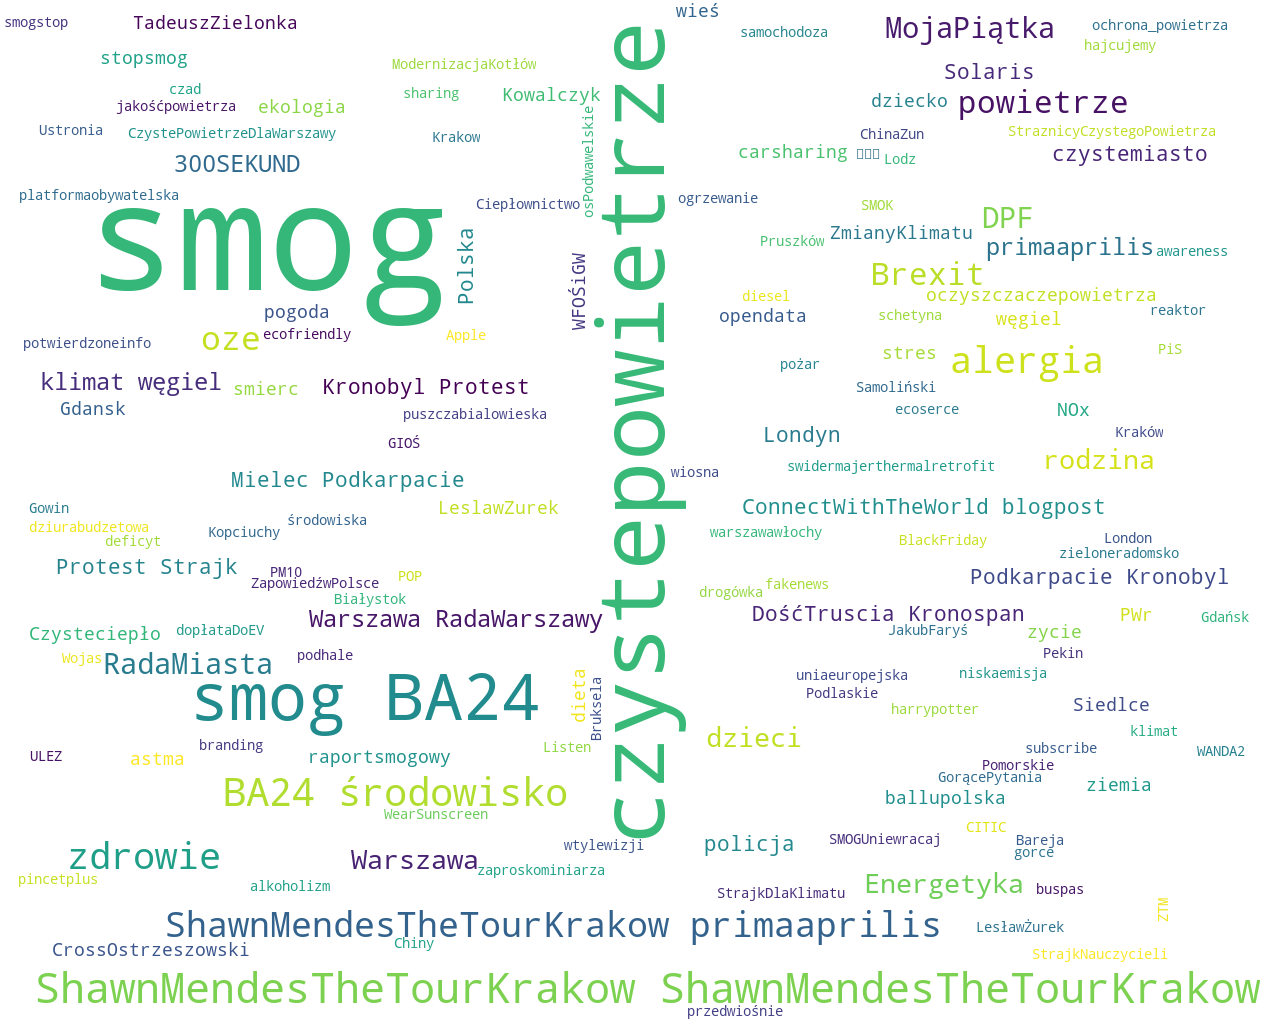 wieś
smogstop
TadeuszZielonka
MojaPiątka
ochrona_powietrza
samochodoza
hajcujemy
stopsmog
ModernizacjaKotłów
Solaris
czad
sharing
Kowalczyk
dziecko
powietrze
jakośćpowietrza
ekologia
Ustronia
CzystePowietrzeDlaWarszawy
Krakow
ChinaZun
StraznicyCzystegoPowietrza
osPodwawelskie
czystepowietrze
carsharing
Lodz
czystemiasto
300SEKUND
platformaobywatelska
Ciepłownictwo
ogrzewanie
SMOK
DPF
smog
Polska
Pruszków
ZmianyKlimatu
primaaprilis
awareness
WFOŚiGW
Brexit
diesel
oczyszczaczepowietrza
pogoda
opendata
schetyna
węgiel
reaktor
oze
ecofriendly
Apple
potwierdzoneinfo
stres
alergia
PiS
pożar
klimat węgiel
smierc
Kronobyl Protest
Samoliński
Gdansk
puszczabialowieska
ecoserce
NOx
GIOŚ
Londyn
Kraków
rodzina
wiosna
swidermajerthermalretrofit
Mielec Podkarpacie
Gowin
LeslawZurek
ConnectWithTheWorld blogpost
dziurabudzetowa
środowiska
Kopciuchy
deficyt
warszawawłochy
BlackFriday
London
zieloneradomsko
Protest Strajk
PM10
ZapowiedźwPolsce
POP
Podkarpacie Kronobyl
drogówka
fakenews
Białystok
Warszawa RadaWarszawy
DośćTruscia Kronospan
PWr
Gdańsk
Czysteciepło
dopłataDoEV
JakubFaryś
zycie
Wojas
RadaMiasta
podhale
Pekin
smog BA24
dieta
Bruksela
uniaeuropejska
niskaemisja
Podlaskie
harrypotter
Siedlce
klimat
ULEZ
branding
astma
raportsmogowy
Listen
dzieci
subscribe
WANDA2
Pomorskie
GorącePytania
BA24 środowisko
ziemia
ballupolska
WearSunscreen
CITIC
zdrowie
Warszawa
wtylewizji
policja
SMOGUniewracaj
Bareja
gorce
pincetplus
alkoholizm
zaproskominiarza
StrajkDlaKlimatu
Energetyka
buspas
ZTM
ShawnMendesTheTourKrakow primaaprilis
LesławŻurek
CrossOstrzeszowski
Chiny
StrajkNauczycieli
ShawnMendesTheTourKrakow ShawnMendesTheTourKrakow
przedwiośnie